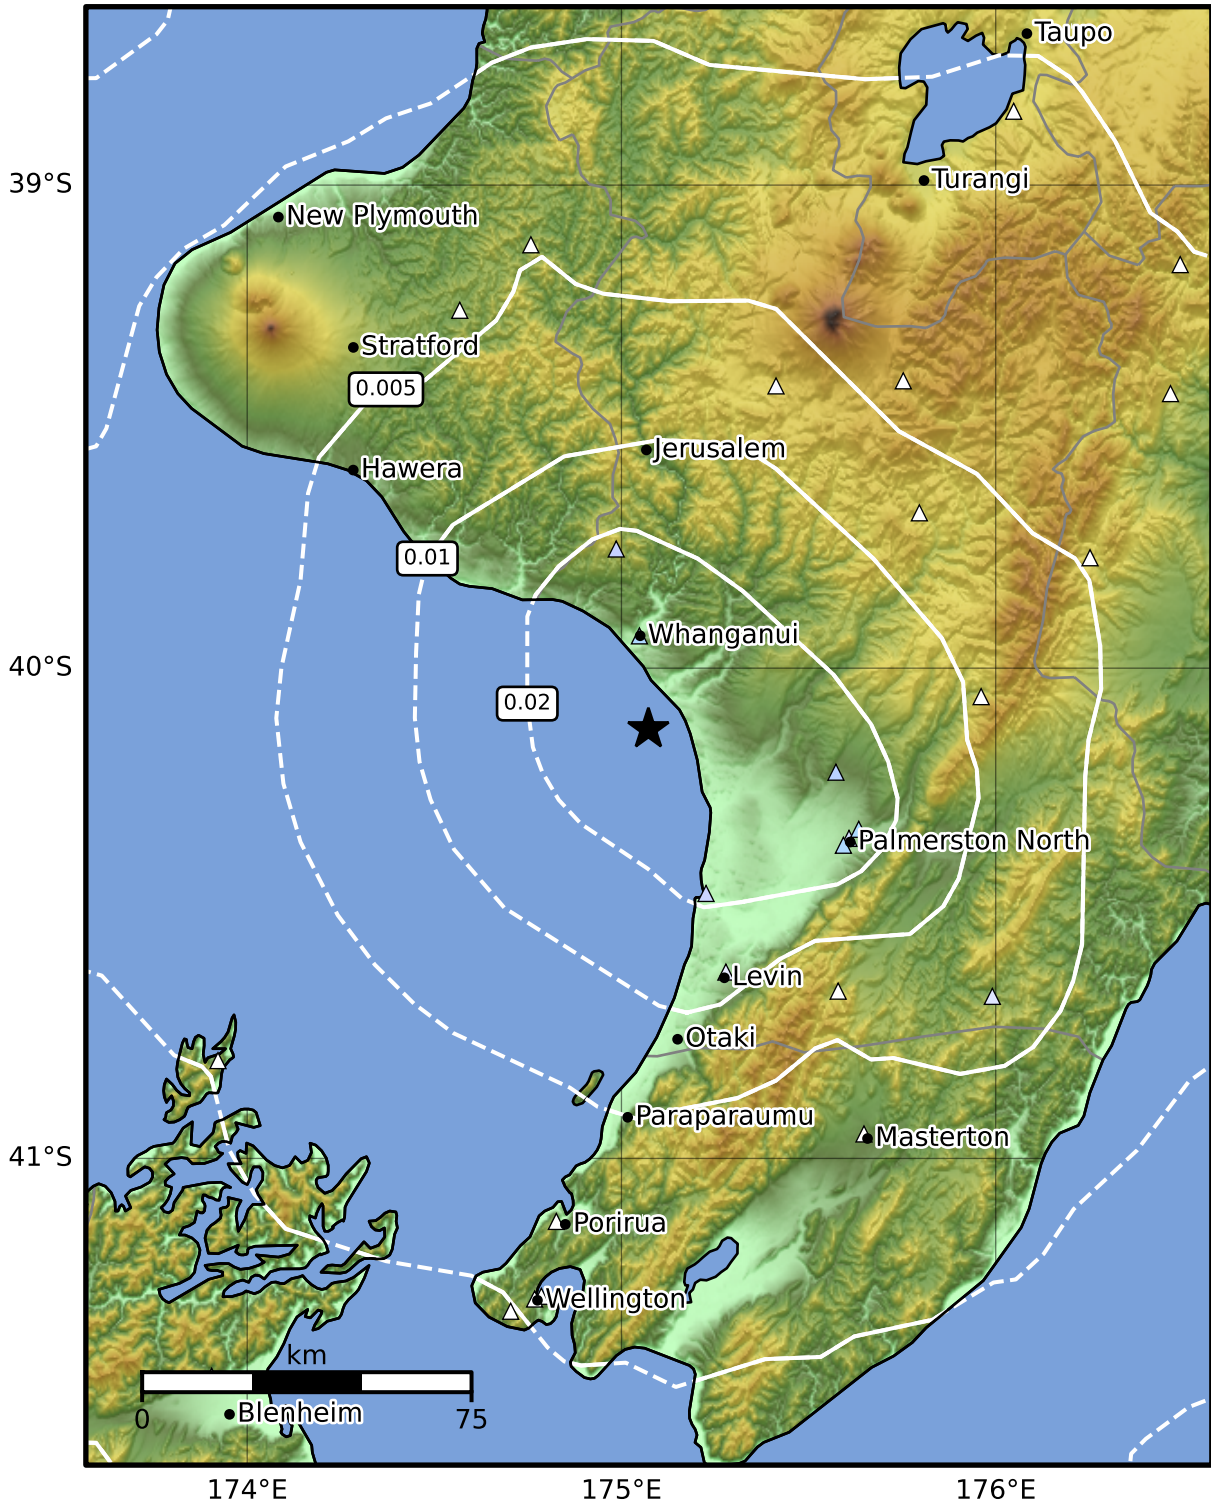 Taupo
39°S
Turangi
New Plymouth
Stratford
0.005
Jerusalem
Hawera
0.01
Whanganui
40°S
0.02
Palmerston North
Levin
Otaki
Paraparaumu
Masterton
41°S
Porirua
Wellington
km
0 75
Blenheim
174°E 175°E 176°E